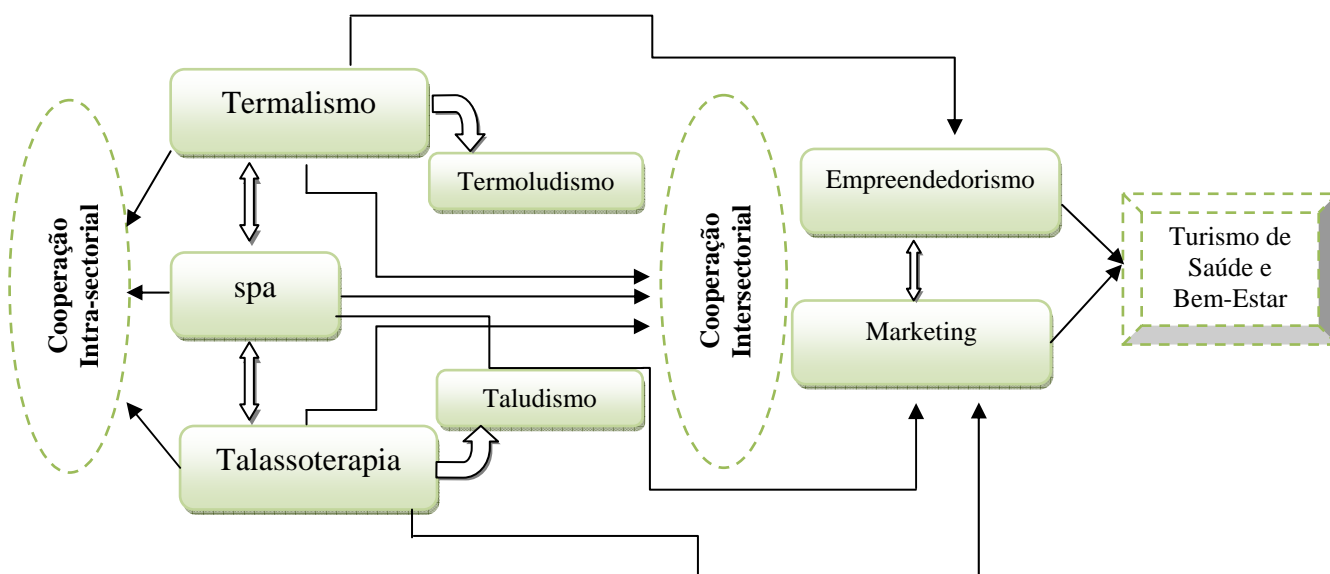 Termalismo
Termoludismo
Cooperação
Intra-sectorial
spa
Taludismo
Talassoterapia
Cooperação
Intersectorial
Empreendedorismo
Marketing
Turismo de
Saúde e
Bem-Estar